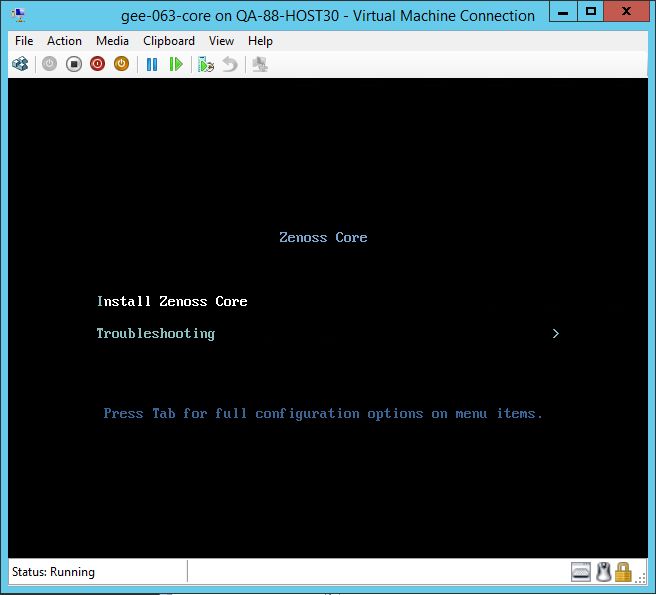 gee-063-core on QA-88-HOST30 - Virtual Machine Connection
File Action Media Clipboard View Help
Zenoss Core
Install Zenoss Core
Troubleshooting >
Press Tab for full configuration options on menu items.
Status: Running